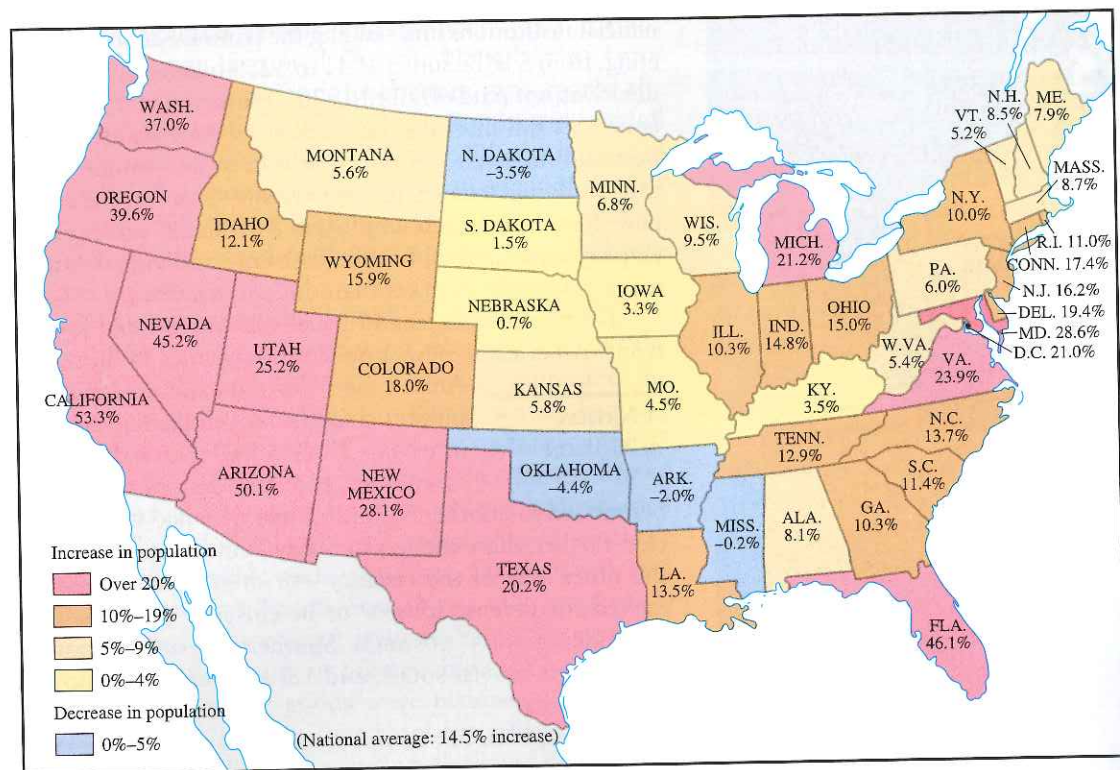 WASH.
37.0%
OREGON
39.6%
IDAHO
12.1%
MONTANA
5.6%
WYOMING
15.9%
N. DAKOTA
–3.5%
S. DAKOTA
1.5%
NEBRASKA
0.7%
MINN.
6.8%
WIS.
9.5%
MICH.
21.2%
IOWA
3.3%
NEVADA
45.2%
UTAH
25.2%
COLORADO
18.0%
KANSAS
5.8%
CALIFORNIA
53.3%
ARIZONA
50.1%
NEW
MEXICO
28.1%
OKLAHOMA
–4.4%
TEXAS
20.2%
MO.
4.5%
ARK.
–2.0%
LA.
13.5%
MISS.
–0.2%
ALA.
8.1%
GA.
10.3%
FLA.
46.1%
S.C.
11.4%
N.C.
13.7%
TENN.
12.9%
KY.
3.5%
ILL.
10.3%
IND.
14.8%
OHIO
15.0%
W.VA.
5.4%
VA.
23.9%
PA.
6.0%
N.Y.
10.0%
VT.
5.2%
N.H.
8.5%
ME.
7.9%
MASS.
8.7%
R.I. 11.0%
CONN. 17.4%
N.J. 16.2%
DEL. 19.4%
MD. 28.6%
D.C. 21.0%
Increase in population
Over 20%
10%–19%
5%–9%
0%–4%
Decrease in population
0%–5%
(National average: 14.5% increase)